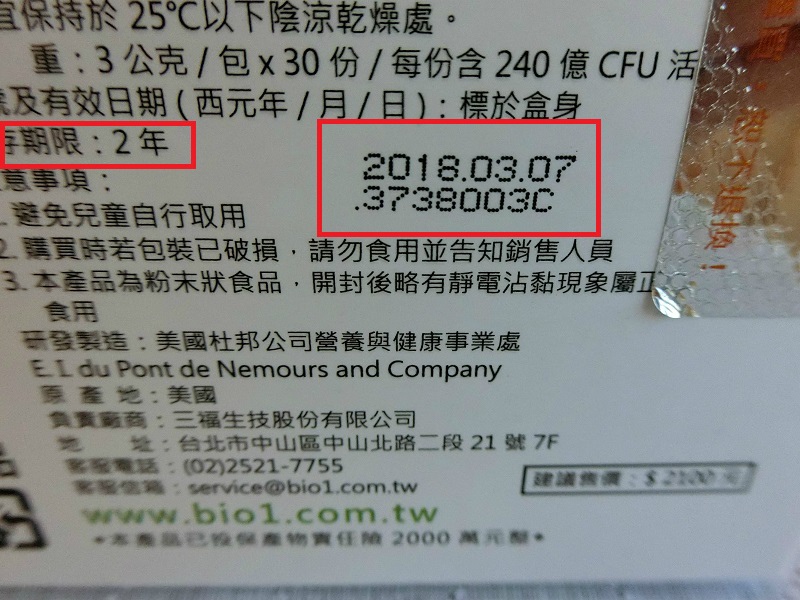 宜保持於 25℃以下陰涼乾燥處。
重：3 公克 / 包 x 30 份 / 每份含 240 億 CFU 活
號及有效日期 ( 西元年 / 月 / 日 )：標於盒身
存期限：2 年
2018.03.07
.3738003C
注意事項：
1. 避免兒童自行取用
2. 購買時若包裝已破損，請勿食用並告知銷售人員
3. 本產品為粉末狀食品，開封後略有靜電沾黏現象屬正
食用
研發製造：美國杜邦公司營養與健康事業處
E. I. du Pont de Nemours and Company
原 產 地：美國
負責廠商：三福生技股份有限公司
地 址：台北市中山區中山北路二段 21 號 7F
客服電話：(02)2521-7755
客服信箱：service@bio1.com.tw
建議售價：$ 2100 元
www.bio1.com.tw
*本產品已投保產物責任險 2000 萬元整*
恕不退換！